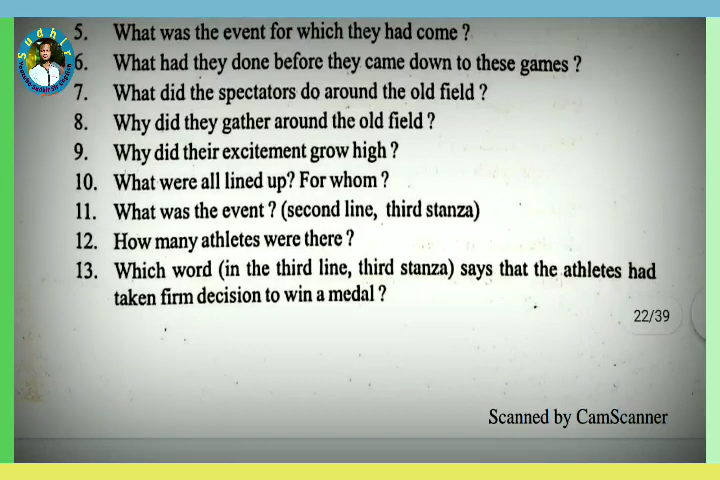 Sudhir
5. What was the event for which they had come ?
6. What had they done before they came down to these games ?
7. What did the spectators do around the old field ?
8. Why did they gather around the old field ?
9. Why did their excitement grow high ?
10. What were all lined up? For whom ?
11. What was the event ? (second line, third stanza)
12. How many athletes were there ?
13. Which word (in the third line, third stanza) says that the athletes had
taken firm decision to win a medal ?
22/39
Scanned by CamScanner